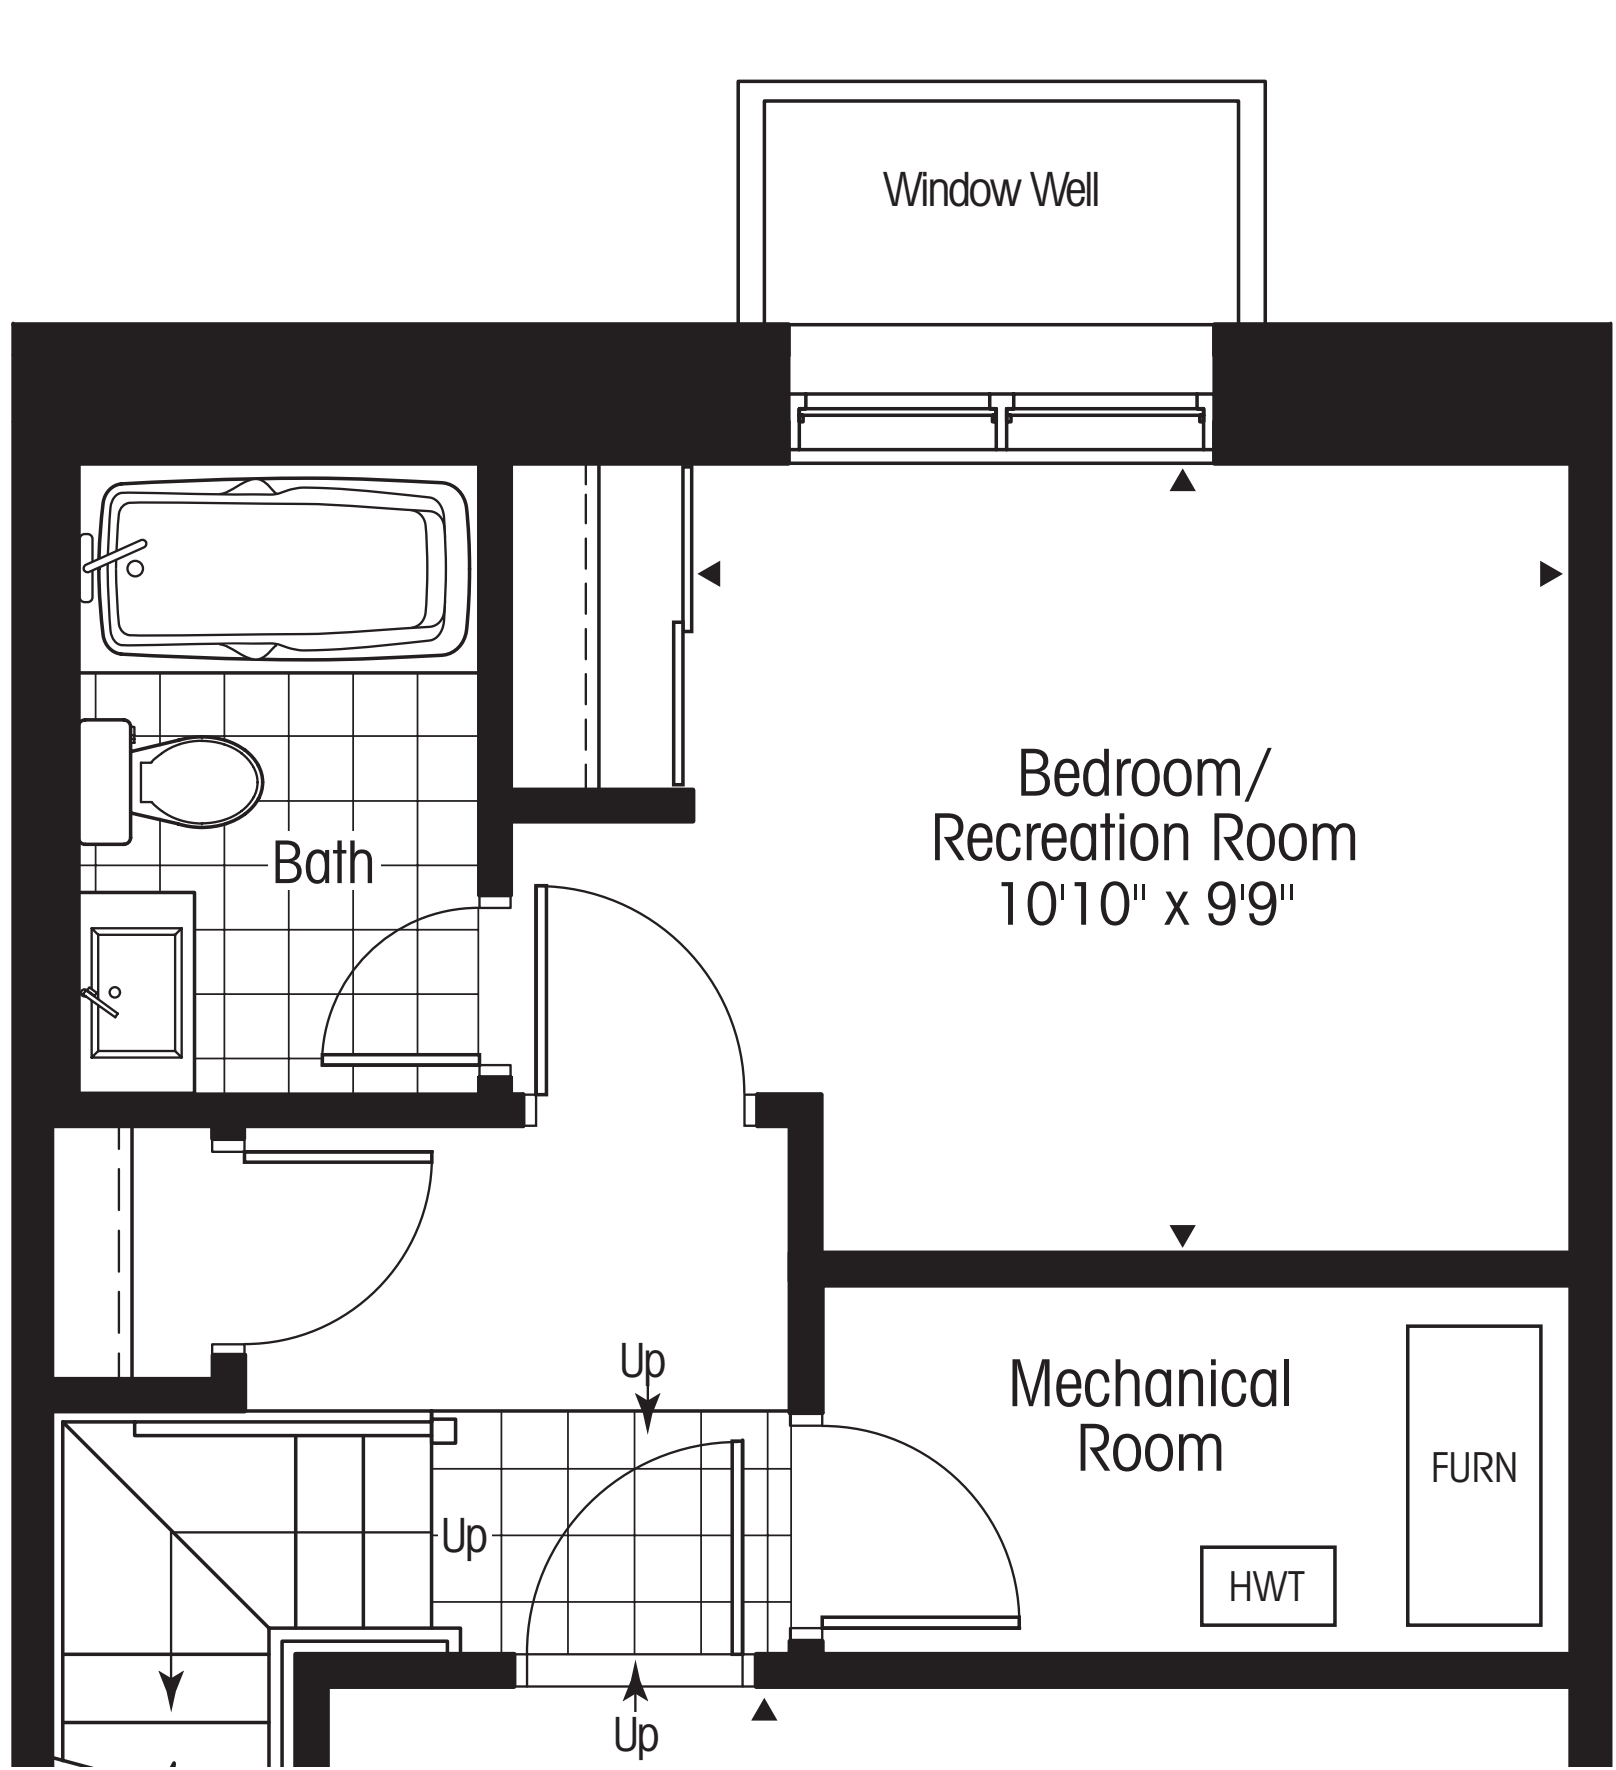 Window Well
Bedroom/
Recreation Room
10'10" x 9'9"
Bath
Up
Mechanical
Room
FURN
Up
HWT
Up